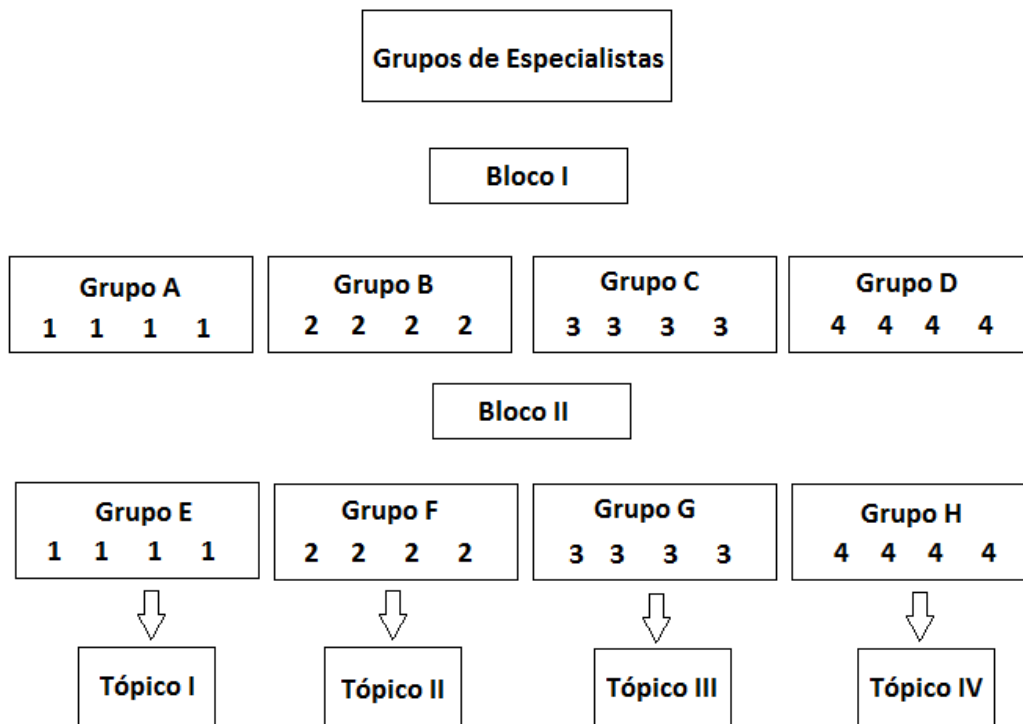 Grupos de Especialistas
Bloco I
Grupo A
1 1 1 1
Grupo B
2 2 2 2
Grupo C
3 3 3 3
Grupo D
4 4 4 4
Bloco II
Grupo E
1 1 1 1
Grupo F
2 2 2 2
Grupo G
3 3 3 3
Grupo H
4 4 4 4
Tópico I
Tópico II
Tópico III
Tópico IV